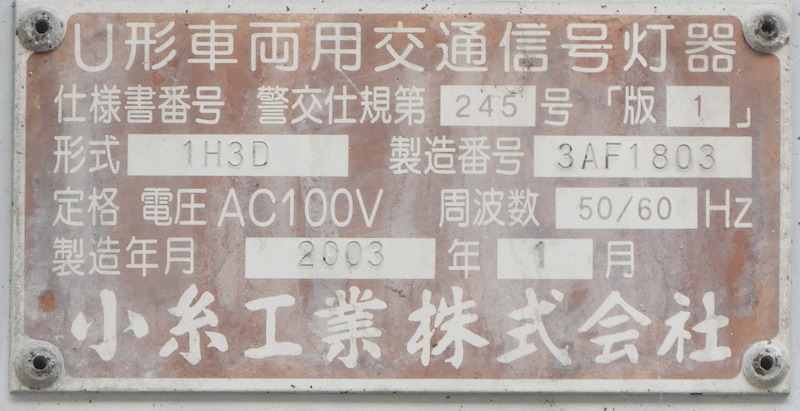 U形車両用交通信号灯器
仕様書番号 警交仕規第 245 号 「版 1 」
形式 1H3D 製造番号 3AF1803
定格 電圧 AC100V 周波数 50/60 Hz
製造年月 2003 年 1 月
小糸工業株式会社